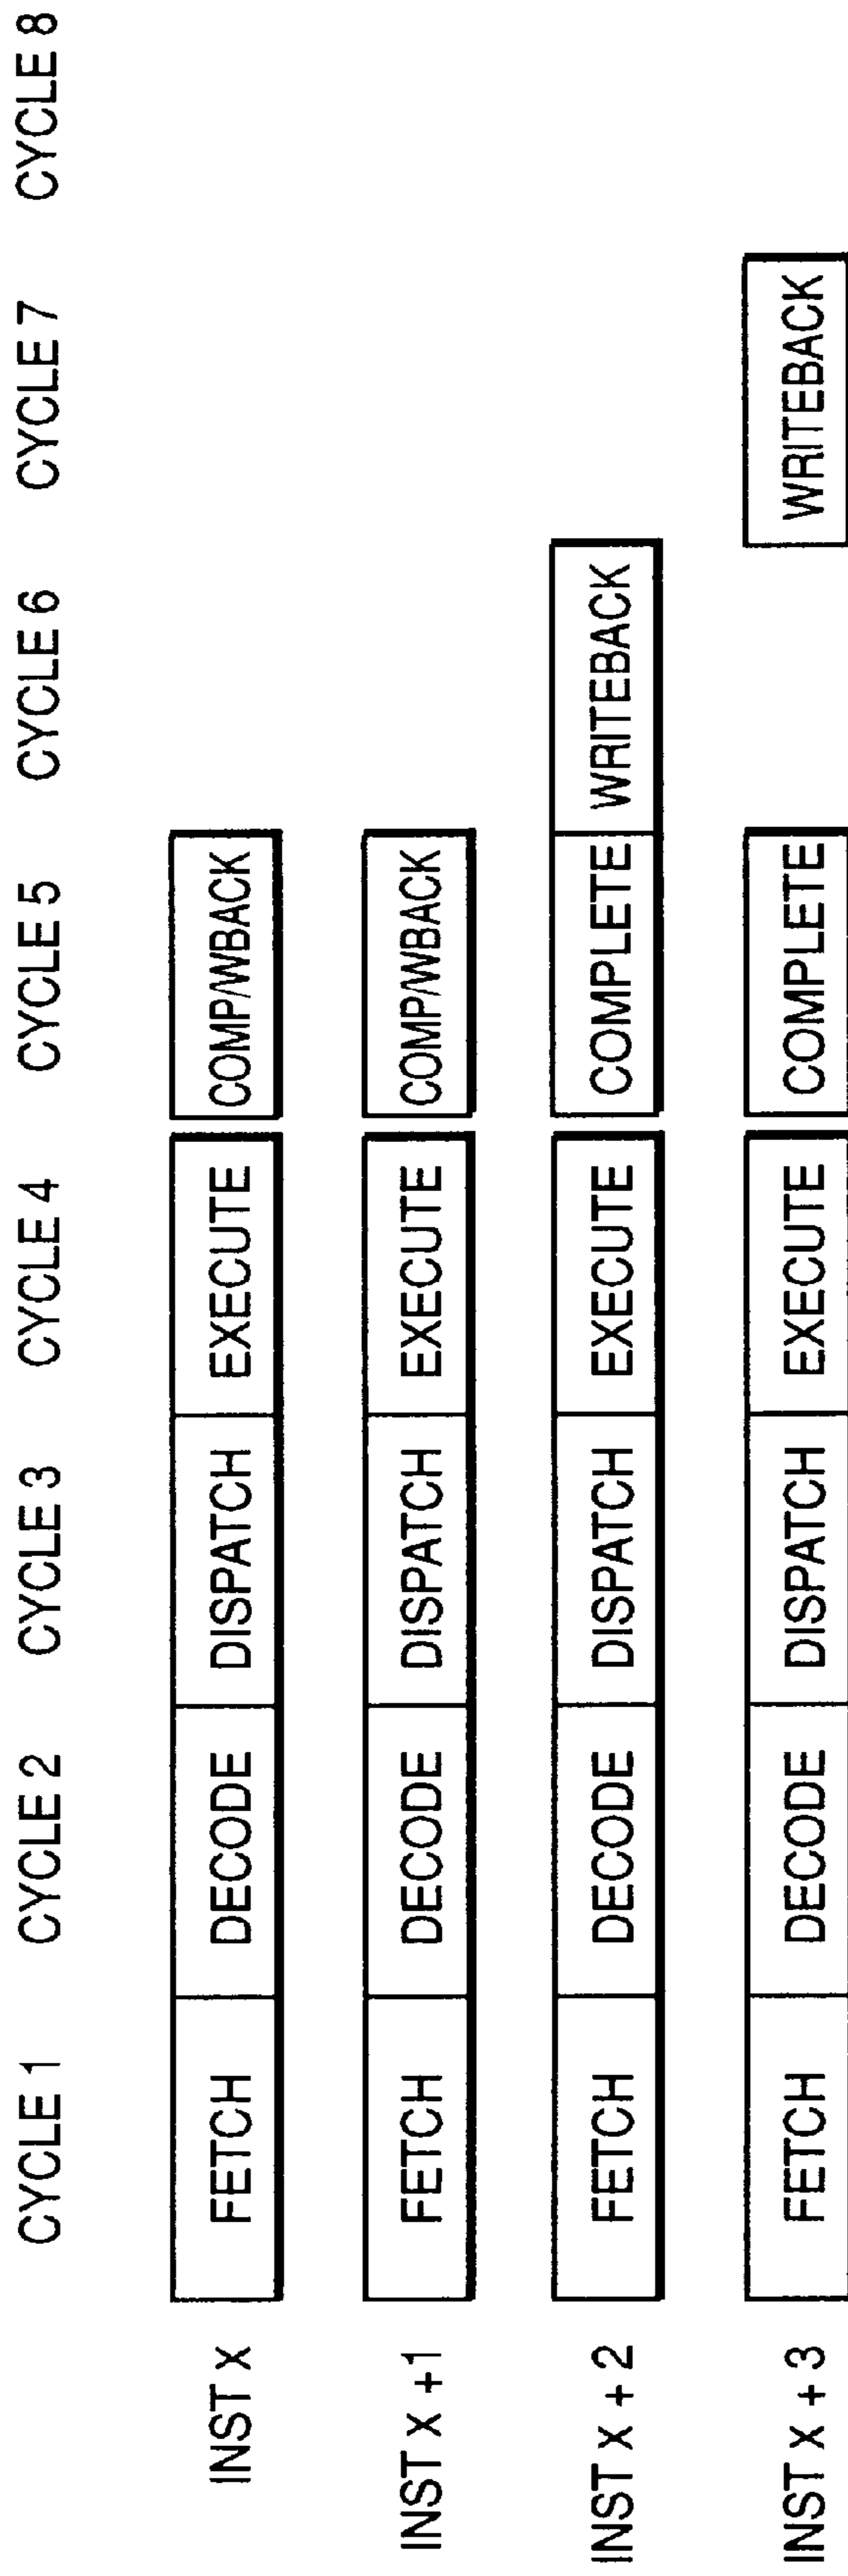 CYCLE 1 CYCLE 2 CYCLE 3 CYCLE 4 CYCLE 5 CYCLE 6 CYCLE 7 CYCLE 8
INST X FETCH DECODE DISPATCH EXECUTE COMP/WBACK
INST X +1 FETCH DECODE DISPATCH EXECUTE COMP/WBACK
INST X + 2 FETCH DECODE DISPATCH EXECUTE COMPLETE WRITEBACK
INST X + 3 FETCH DECODE DISPATCH EXECUTE COMPLETE WRITEBACK